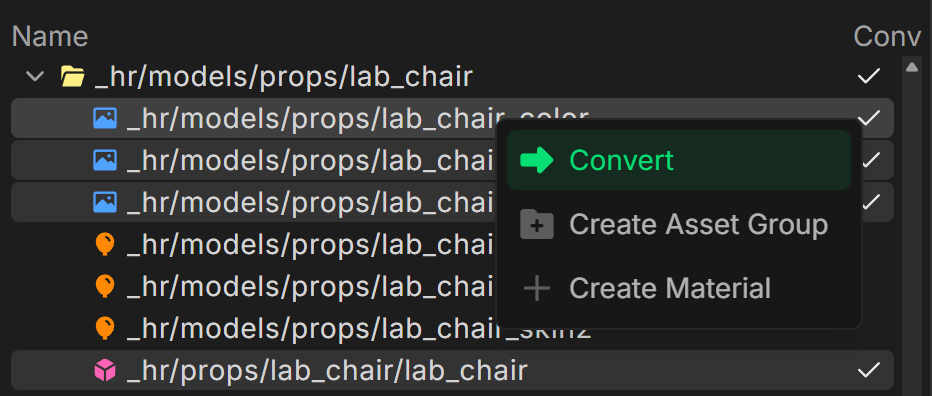 Name Conv
_hr/models/props/lab_chair
_hr/models/props/lab_chair_color
_hr/models/props/lab_chai
Convert
_hr/models/props/lab_chai
_hr/models/props/lab_chai
Create Asset Group
_hr/models/props/lab_chai
Create Material
_hr/models/props/lab_chair_skin2
_hr/props/lab_chair/lab_chair